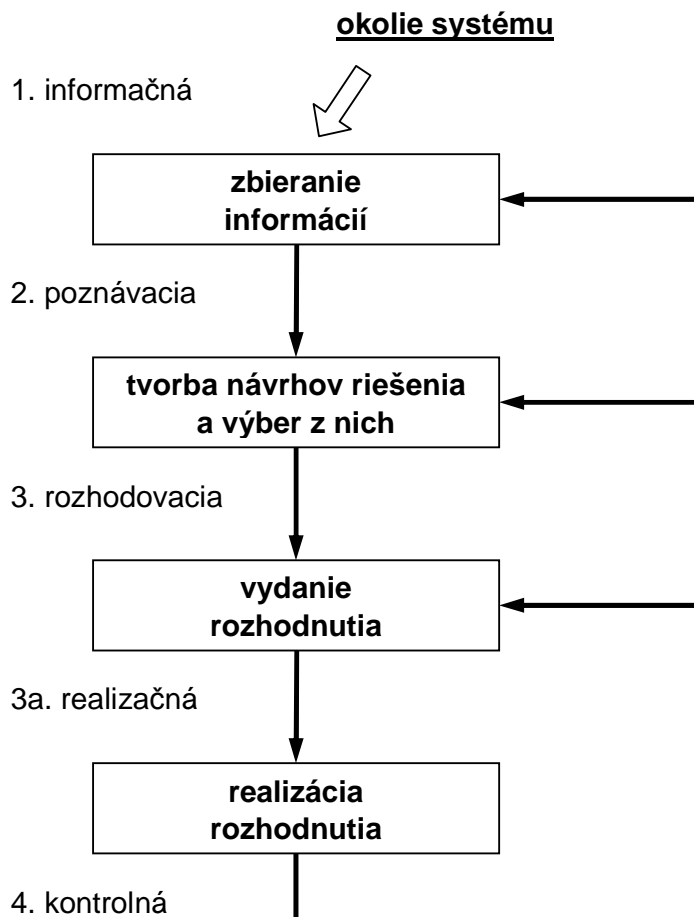 okolie systému
1. informačná
zbieranie
informácií
2. poznávacia
tvorba návrhov riešenia
a výber z nich
3. rozhodovacia
vydanie
rozhodnutia
3a. realizačná
realizácia
rozhodnutia
4. kontrolná